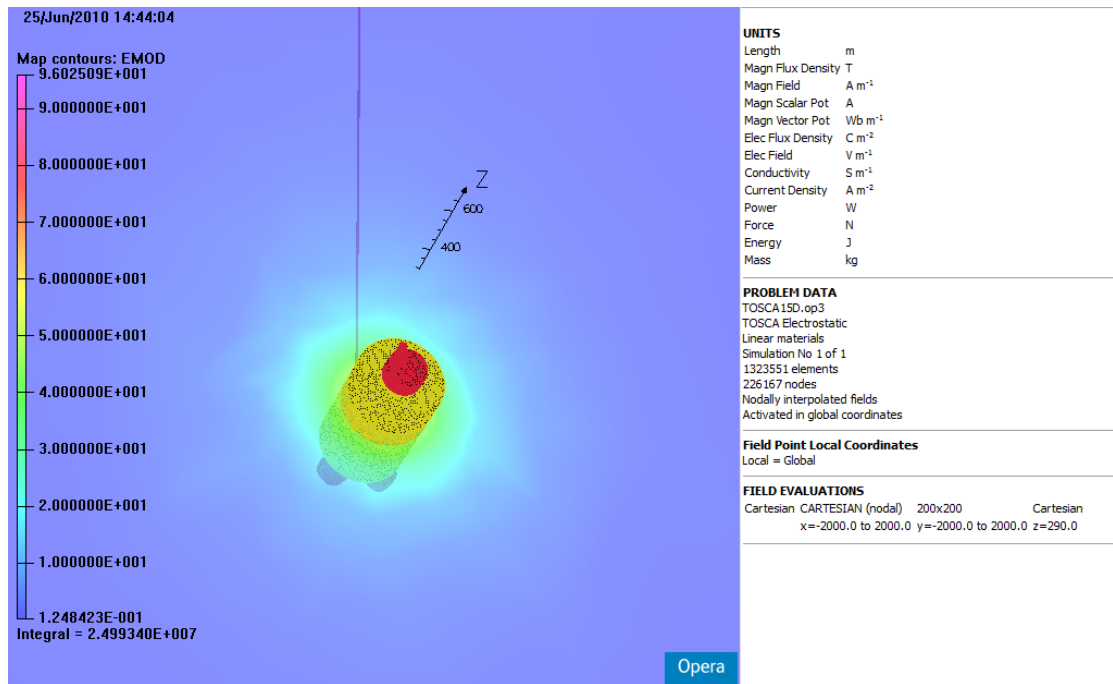 25/Jun/2010 14:44:04
Map contours: EMOD
9.602509E+001
9.000000E+001
8.000000E+001
7.000000E+001
6.000000E+001
5.000000E+001
4.000000E+001
3.000000E+001
2.000000E+001
1.000000E+001
1.248423E-001
Integral = 2.499340E+007
Z
600
400
Opera
UNITS
Length m
Magn Flux Density T
Magn Field A m⁻¹
Magn Scalar Pot A
Magn Vector Pot Wb m⁻¹
Elec Flux Density C m⁻²
Elec Field V m⁻¹
Conductivity S m⁻¹
Current Density A m⁻²
Power W
Force N
Energy J
Mass kg
PROBLEM DATA
TOSCA15D.op3
TOSCA Electrostatic
Linear materials
Simulation No 1 of 1
1323551 elements
226167 nodes
Nodally interpolated fields
Activated in global coordinates
Field Point Local Coordinates
Local = Global
FIELD EVALUATIONS
Cartesian CARTESIAN (nodal) 200x200 Cartesian
x=-2000.0 to 2000.0 y=-2000.0 to 2000.0 z=290.0